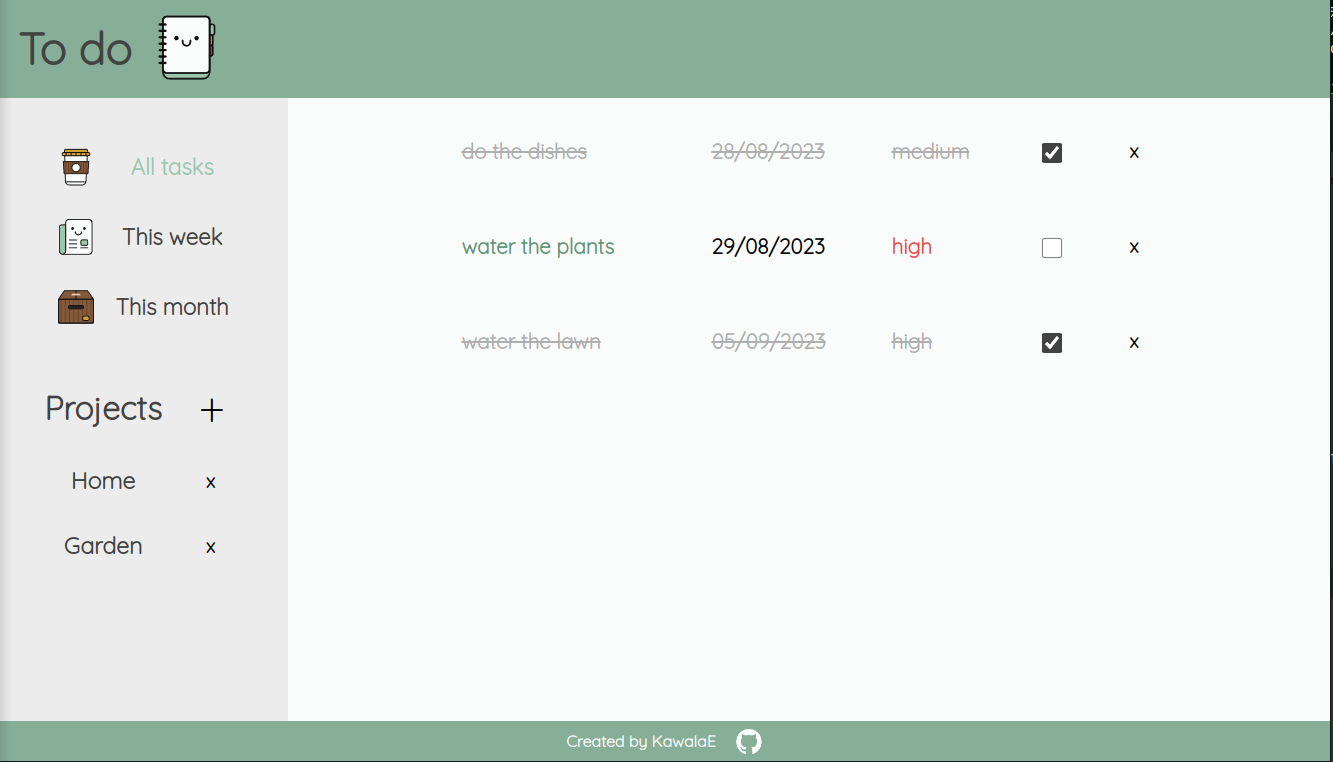 To do
All tasks
This week
This month
Projects +
Home x
Garden x
do the dishes 28/08/2023 medium x
water the plants 29/08/2023 high x
water the lawn 05/09/2023 high x
Created by KawalaE